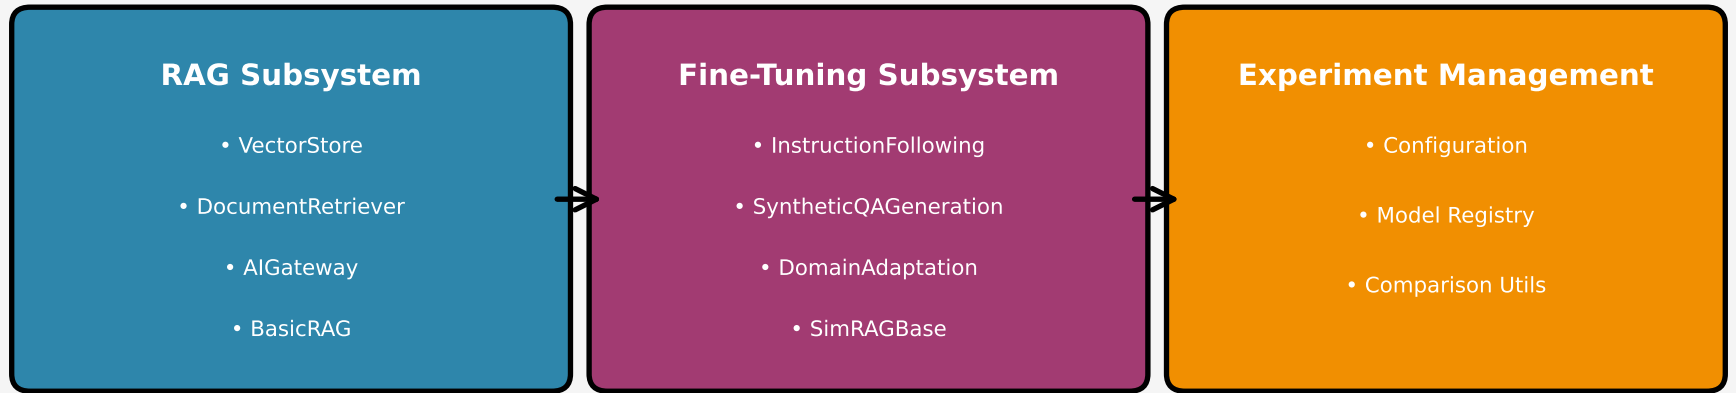 RAG Subsystem
• VectorStore
• DocumentRetriever
• AIGateway
• BasicRAG
Fine-Tuning Subsystem
• InstructionFollowing
• SyntheticQAGeneration
• DomainAdaptation
• SimRAGBase
Experiment Management
• Configuration
• Model Registry
• Comparison Utils